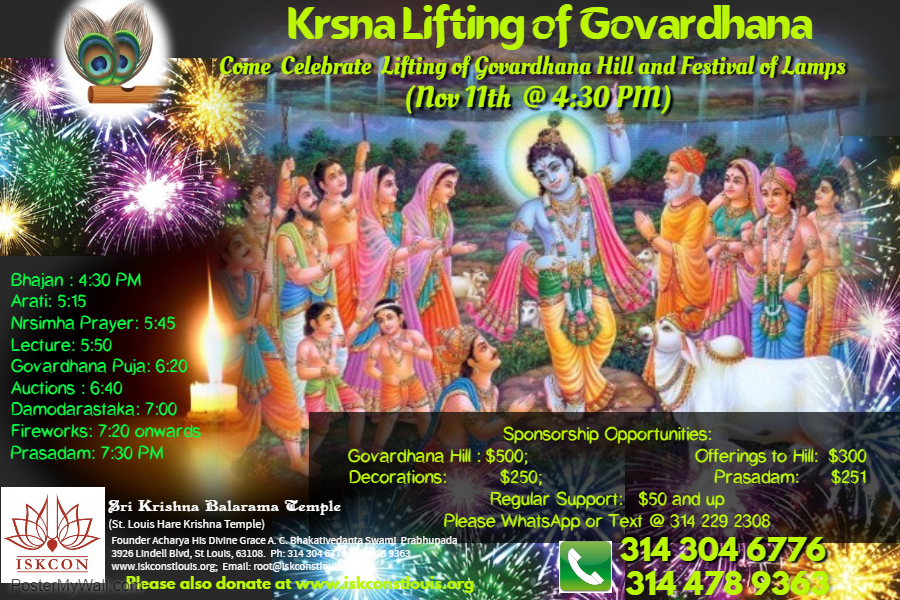 Krsna Lifting of Govardhana
Come Celebrate Lifting of Govardhana Hill and Festival of Lamps
(Nov 11th @ 4:30 PM)
Bhajan : 4:30 PM
Arati: 5:15
Nrsimha Prayer: 5:45
Lecture: 5:50
Govardhana Puja: 6:20
Auctions : 6:40
Damodarastaka: 7:00
Fireworks: 7:20 onwards
Prasadam: 7:30 PM
Sponsorship Opportunities:
Govardhana Hill : $500; Offerings to Hill: $300
Decorations: $250; Prasadam: $251
Regular Support: $50 and up
Please WhatsApp or Text @ 314 229 2308
314 304 6776
314 478 9363
ISKCON
Sri Krishna Balarama Temple
(St. Louis Hare Krishna Temple)
Founder Acharya His Divine Grace A. C. Bhakativedanta Swami Prabhupada
3926 Lindell Blvd, St Louis, 63108. Ph: 314 304 9363
www.iskconstlouis.org; Email:
Please also donate at www.iskconstlouis.org
PosterMyWall.com